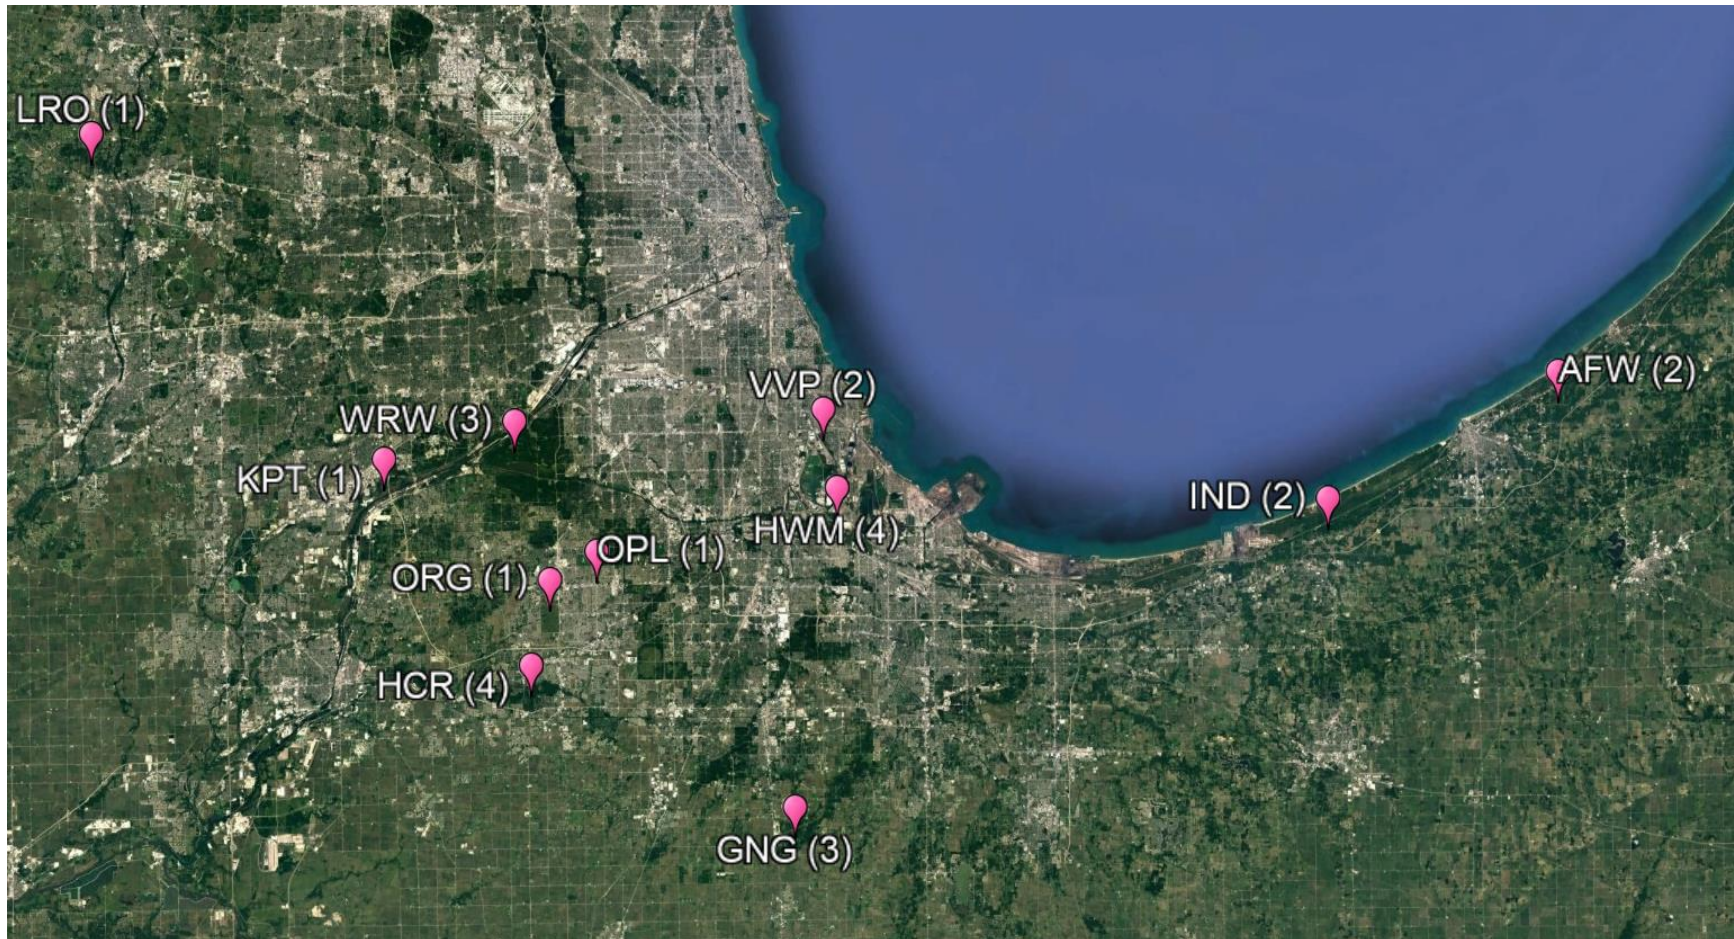 LRO (1)
AFW (2)
VVP (2)
WRW (3)
KPT (1)
IND (2)
HWM (4)
OPL (1)
ORG (1)
HCR (4)
GNG (3)